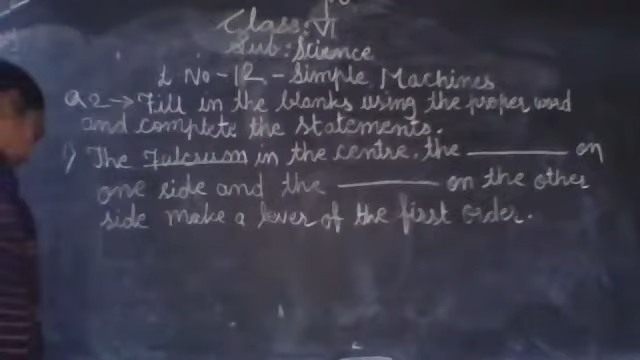 Class: VI
Sub: Science
L No-12 - Simple Machines
Q 2 → Fill in the blanks using the proper word
and complete the statements.
1) The Fulcrum in the centre, the ______ on
one side and the ______ on the other
side make a lever of the first order.